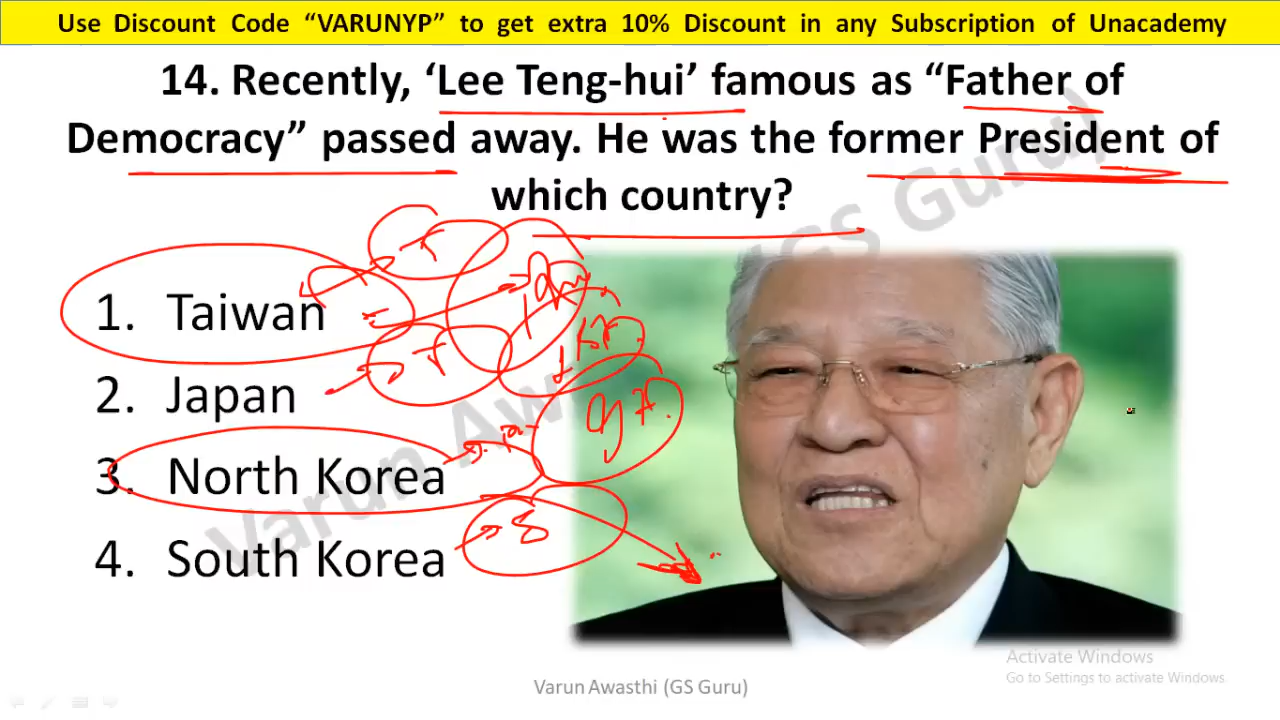 Use Discount Code “VARUNYP” to get extra 10% Discount in any Subscription of Unacademy
14. Recently, ‘Lee Teng-hui’ famous as “Father of
Democracy” passed away. He was the former President of
which country?
1. Taiwan
2. Japan
3. North Korea
4. South Korea
Activate Windows
Go to Settings to activate Windows.
Varun Awasthi (GS Guru)